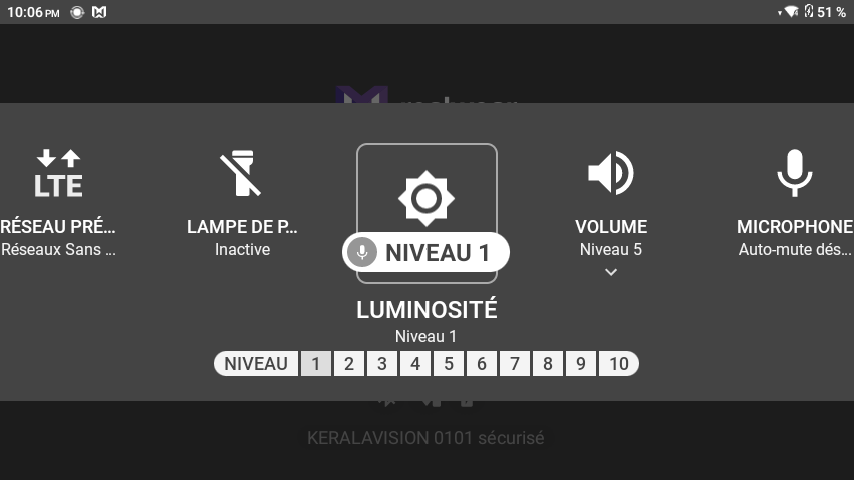 10:06 PM
51 %
RÉSEAU PRÉ...
Réseaux Sans ...
LAMPE DE P...
Inactive
NIVEAU 1
VOLUME
Niveau 5
MICROPHONE
Auto-mute dés...
LTE
LUMINOSITÉ
Niveau 1
NIVEAU 1 2 3 4 5 6 7 8 9 10
KERALAVISION 0101 sécurisé